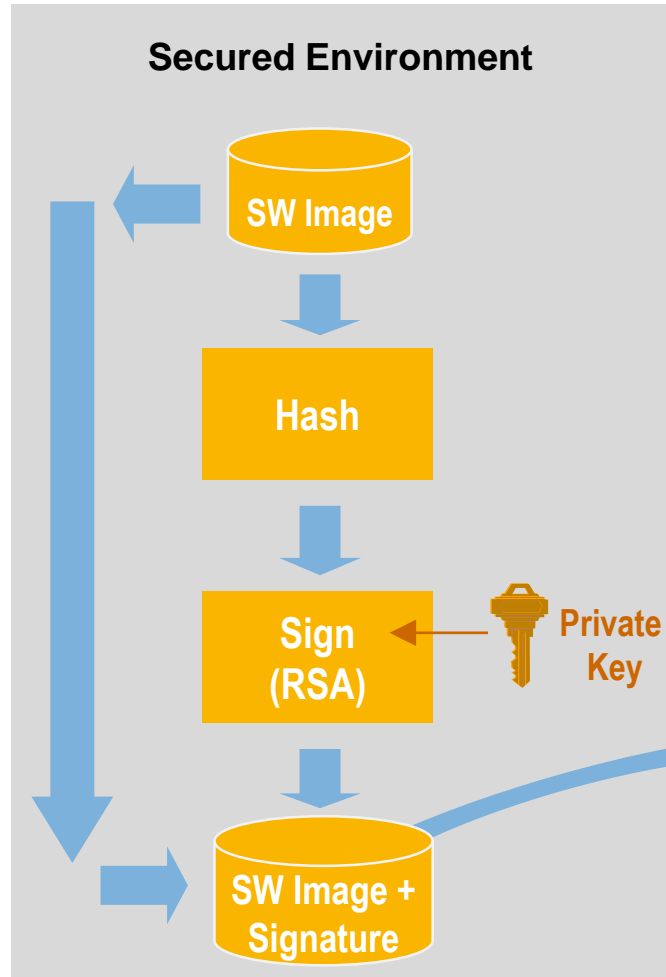 Secured Environment
SW Image
Hash
Sign
(RSA)
Private
Key
SW Image +
Signature